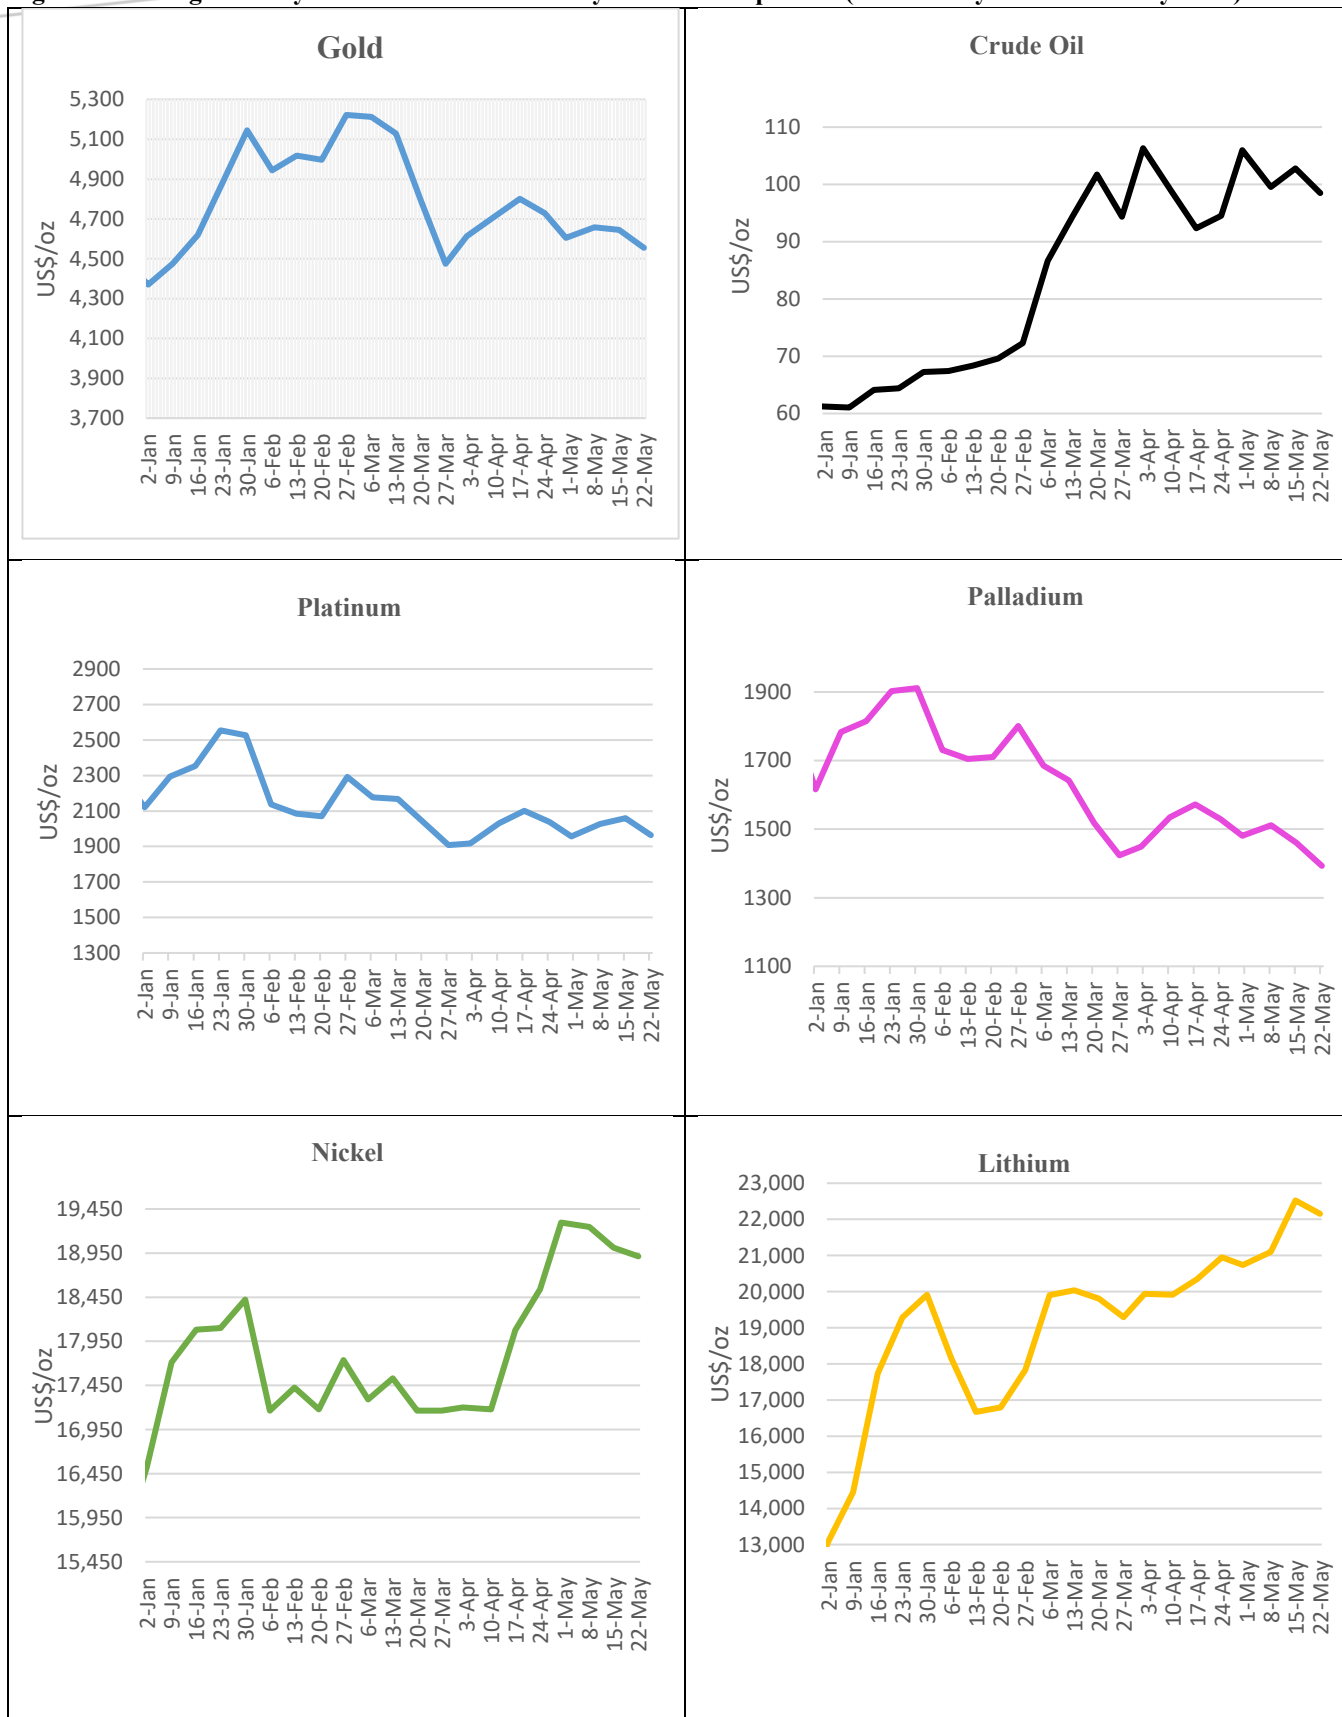 Gold
5,300
5,100
4,900
4,700
4,500
4,300
4,100
3,900
3,700
US$/oz
2-Jan
9-Jan
16-Jan
23-Jan
30-Jan
6-Feb
13-Feb
20-Feb
27-Feb
6-Mar
13-Mar
20-Mar
27-Mar
3-Apr
10-Apr
17-Apr
24-Apr
1-May
8-May
15-May
22-May
Crude Oil
110
100
90
80
70
60
US$/oz
2-Jan
9-Jan
16-Jan
23-Jan
30-Jan
6-Feb
13-Feb
20-Feb
27-Feb
6-Mar
13-Mar
20-Mar
27-Mar
3-Apr
10-Apr
17-Apr
24-Apr
1-May
8-May
15-May
22-May
Platinum
2900
2700
2500
2300
2100
1900
1700
1500
1300
US$/oz
2-Jan
9-Jan
16-Jan
23-Jan
30-Jan
6-Feb
13-Feb
20-Feb
27-Feb
6-Mar
13-Mar
20-Mar
27-Mar
3-Apr
10-Apr
17-Apr
24-Apr
1-May
8-May
15-May
22-May
Palladium
1900
1700
1500
1300
1100
US$/oz
2-Jan
9-Jan
16-Jan
23-Jan
30-Jan
6-Feb
13-Feb
20-Feb
27-Feb
6-Mar
13-Mar
20-Mar
27-Mar
3-Apr
10-Apr
17-Apr
24-Apr
1-May
8-May
15-May
22-May
Nickel
19,450
18,950
18,450
17,950
17,450
16,950
16,450
15,950
15,450
US$/oz
2-Jan
9-Jan
16-Jan
23-Jan
30-Jan
6-Feb
13-Feb
20-Feb
27-Feb
6-Mar
13-Mar
20-Mar
27-Mar
3-Apr
10-Apr
17-Apr
24-Apr
1-May
8-May
15-May
22-May
Lithium
23,000
22,000
21,000
20,000
19,000
18,000
17,000
16,000
15,000
14,000
13,000
US$/oz
2-Jan
9-Jan
16-Jan
23-Jan
30-Jan
6-Feb
13-Feb
20-Feb
27-Feb
6-Mar
13-Mar
20-Mar
27-Mar
3-Apr
10-Apr
17-Apr
24-Apr
1-May
8-May
15-May
22-May